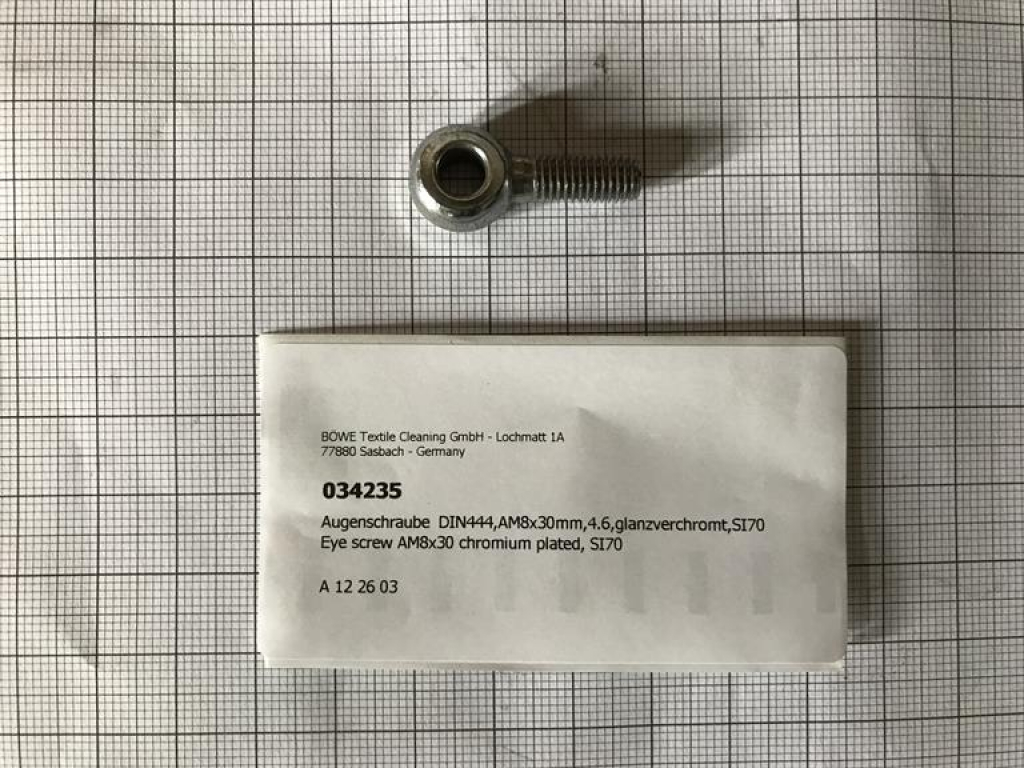 BÖWE Textile Cleaning GmbH - Lochmatt 1A
77880 Sasbach - Germany
034235
Augenschraube DIN444,AM8x30mm,4.6,glanzverchromt,SI70
Eye screw AM8x30 chromium plated, SI70
A 12 26 03